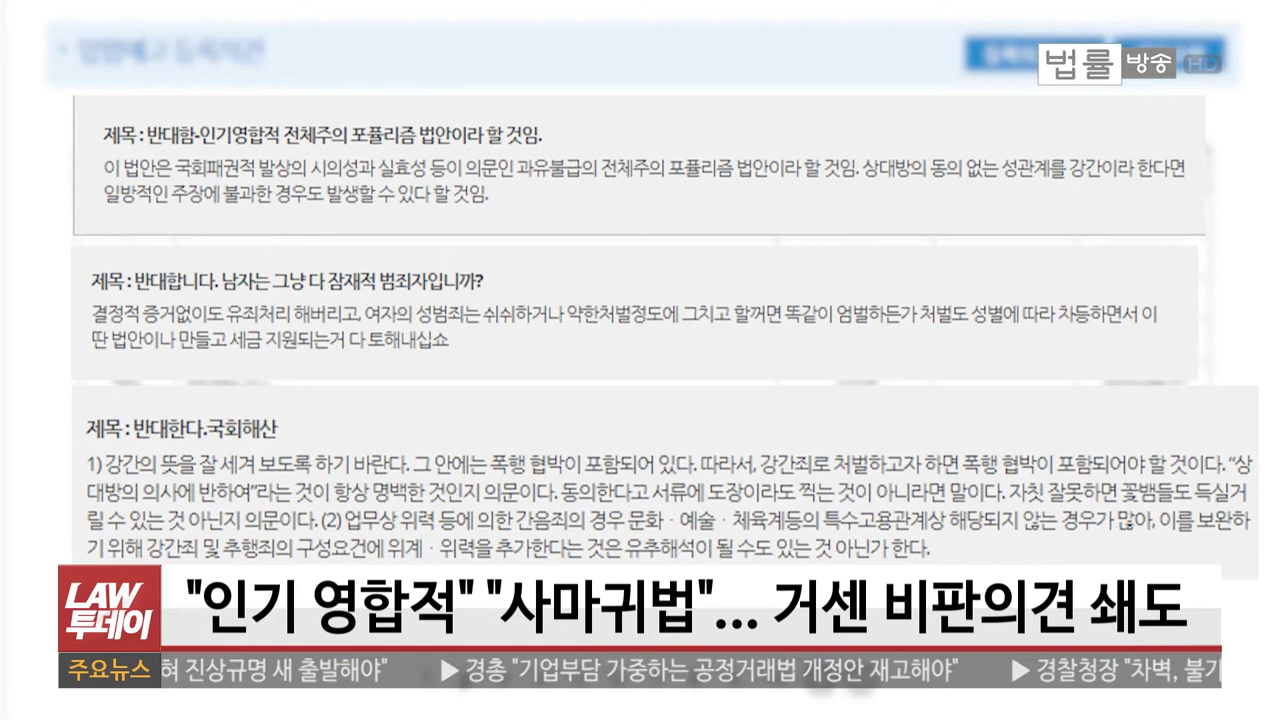 법률방송 HD
제목 : 반대함-인기영합적 전체주의 포퓰리즘 법안이라 할 것임.
이 법안은 국회패권적 발상의 시의성과 실효성 등이 의문인 과유불급의 전체주의 포퓰리즘 법안이라 할 것임. 상대방의 동의 없는 성관계를 강간이라 한다면
일방적인 주장에 불과한 경우도 발생할 수 있다 할 것임.
제목 : 반대합니다. 남자는 그냥 다 잠재적 범죄자입니까?
결정적 증거없이도 유죄처리 해버리고, 여자의 성범죄는 쉬쉬하거나 약한처벌정도에 그치고 할꺼면 똑같이 엄벌하든가 처벌도 성별에 따라 차등하면서 이
딴 법안이나 만들고 세금 지원되는거 다 토해내십쇼
제목 : 반대한다.국회해산
1) 강간의 뜻을 잘 세겨 보도록 하기 바란다. 그 안에는 폭행 협박이 포함되어 있다. 따라서, 강간죄로 처벌하고자 하면 폭행 협박이 포함되어야 할 것이다. “상
대방의 의사에 반하여”라는 것이 항상 명백한 것인지 의문이다. 동의한다고 서류에 도장이라도 찍는 것이 아니라면 말이다. 자칫 잘못하면 꽃뱀들도 득실거
릴 수 있는 것 아닌지 의문이다. (2) 업무상 위력 등에 의한 간음죄의 경우 문화ㆍ예술ㆍ체육계등의 특수고용관계상 해당되지 않는 경우가 많아, 이를 보완하
기 위해 강간죄 및 추행죄의 구성요건에 위계ㆍ위력을 추가한다는 것은 유추해석이 될 수도 있는 것 아닌가 한다.
LAW
투데이
"인기 영합적" "사마귀법"... 거센 비판의견 쇄도
주요뉴스 혀 진상규명 새 출발해야" ▶ 경총 "기업부담 가중하는 공정거래법 개정안 재고해야" ▶ 경찰청장 "차벽, 불가